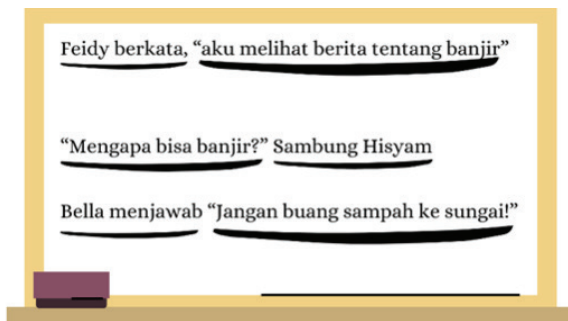 Feidy berkata, “aku melihat berita tentang banjir”
“Mengapa bisa banjir?” Sambung Hisyam
Bella menjawab “Jangan buang sampah ke sungai!”